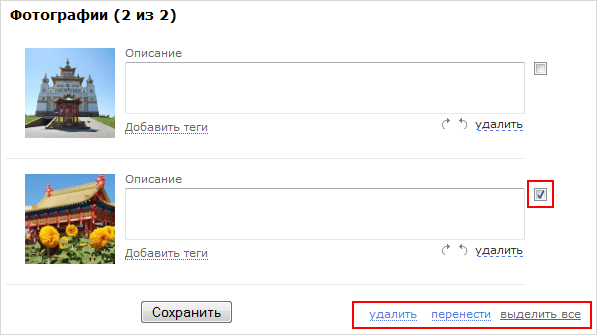 Фотографии (2 из 2)
Описание
Добавить теги
удалить
Описание
Добавить теги
удалить
Сохранить
удалить перенести выделить все